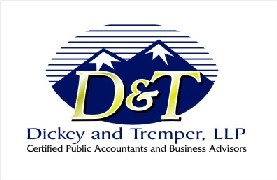 D&T
Dickey and Tremper, LLP
Certified Public Accountants and Business Advisors